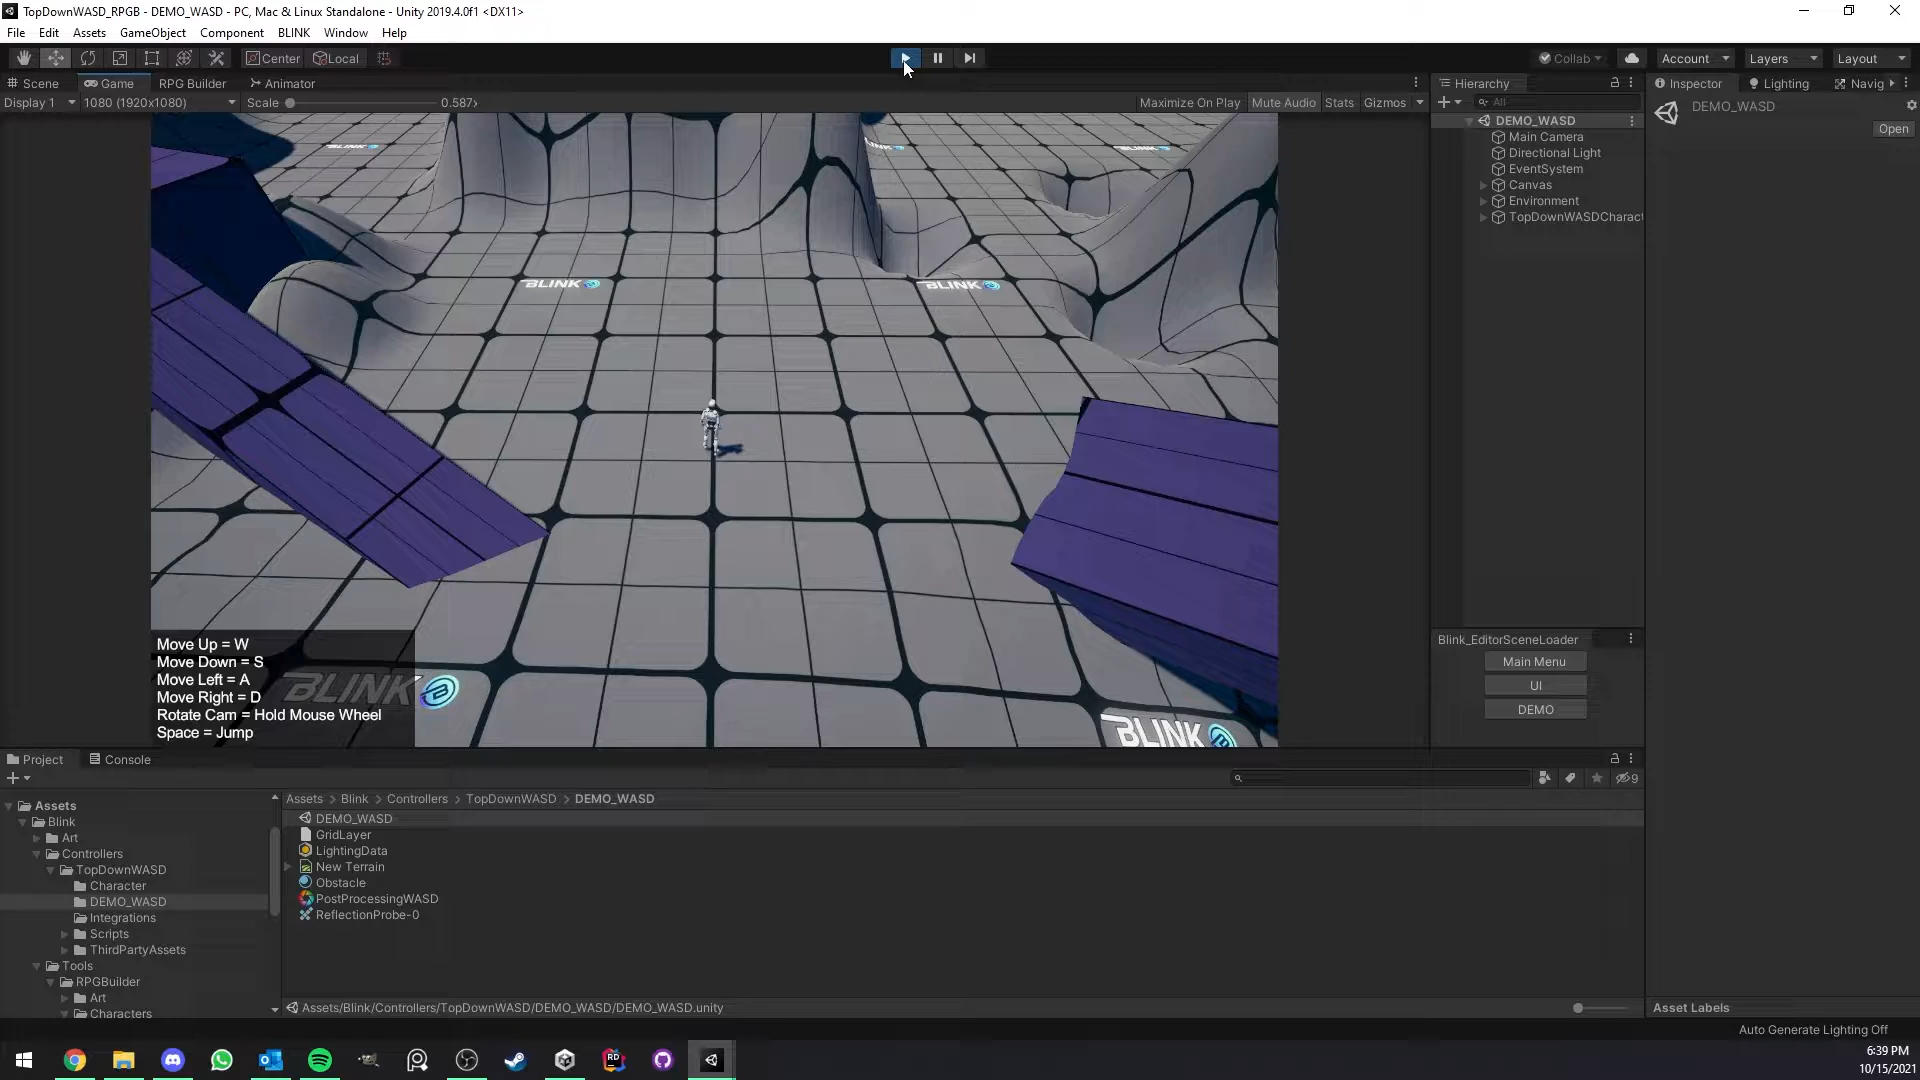 TopDownWASD_RPGB - DEMO_WASD - PC, Mac & Linux Standalone - Unity 2019.4.0f1 <DX11>
File Edit Assets GameObject Component BLINK Window Help
Center Local Collab Account Layers Layout
Scene Game RPG Builder Animator
Display 1 1080 (1920x1080) Scale 0.587x Maximize On Play Mute Audio Stats Gizmos
Hierarchy
All
DEMO_WASD
Main Camera
Directional Light
EventSystem
Canvas
Environment
TopDownWASDCharact
Inspector Lighting Navig
DEMO_WASD
Open
BLINK
BLINK
BLINK
BLINK
BLINK
Move Up = W
Move Down = S
Move Left = A
Move Right = D
Rotate Cam = Hold Mouse Wheel
Space = Jump
BLINK
BLINK
Blink_EditorSceneLoader
Main Menu
UI
DEMO
Project Console
9
Assets
Blink
Art
Controllers
TopDownWASD
Character
DEMO_WASD
Integrations
Scripts
ThirdPartyAssets
Tools
RPGBuilder
Art
Characters
Assets > Blink > Controllers > TopDownWASD > DEMO_WASD
DEMO_WASD
GridLayer
LightingData
New Terrain
Obstacle
PostProcessingWASD
ReflectionProbe-0
Assets/Blink/Controllers/TopDownWASD/DEMO_WASD/DEMO_WASD.unity
Asset Labels
Auto Generate Lighting Off
RD
6:39 PM
10/15/2021